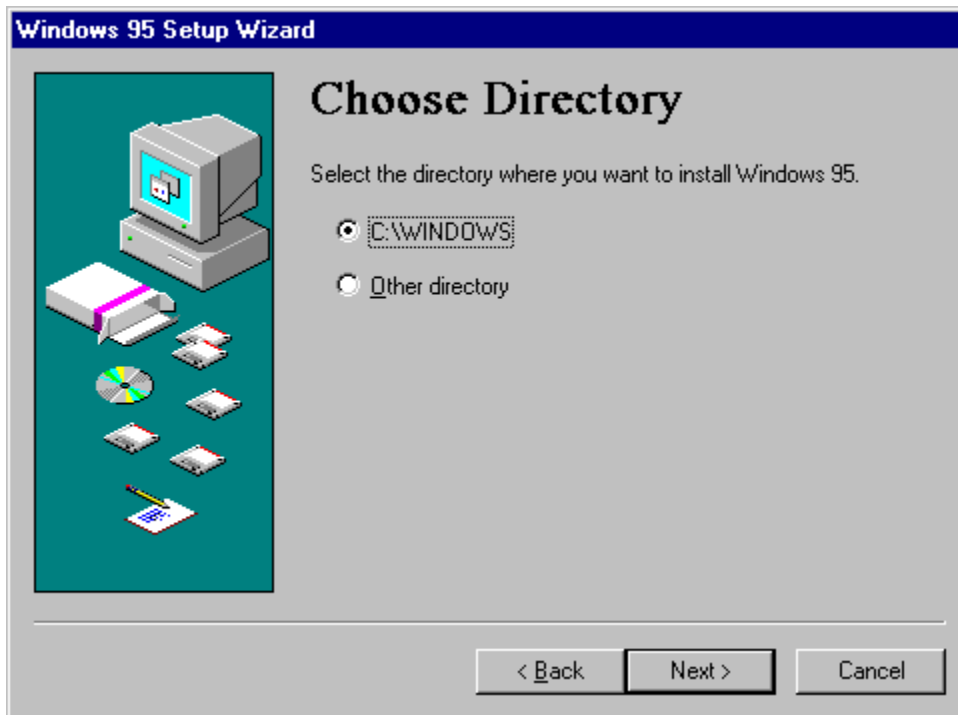 Windows 95 Setup Wizard
Choose Directory
Select the directory where you want to install Windows 95.
C:\WINDOWS
Other directory
< Back
Next >
Cancel